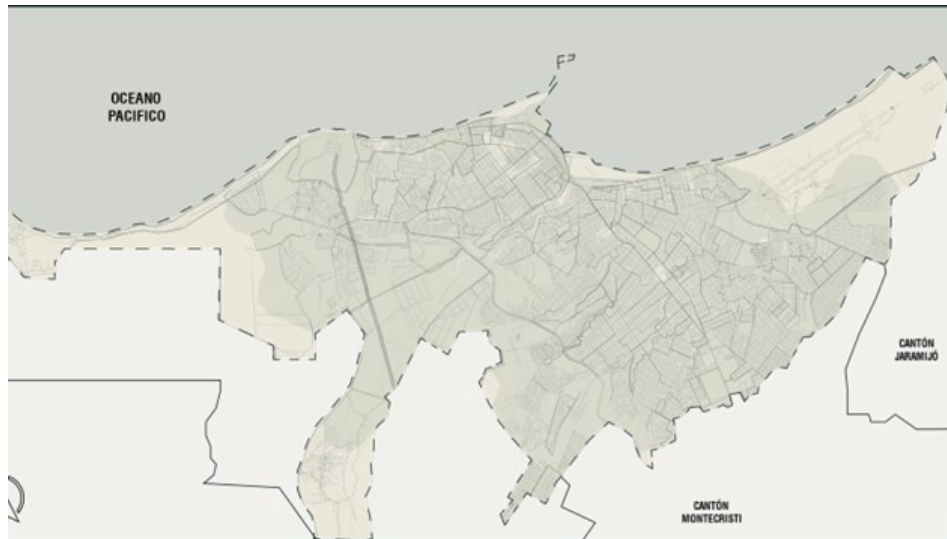 OCEANO
PACIFICO
CANTÓN
JARAMIJÓ
CANTÓN
MONTECRISTI